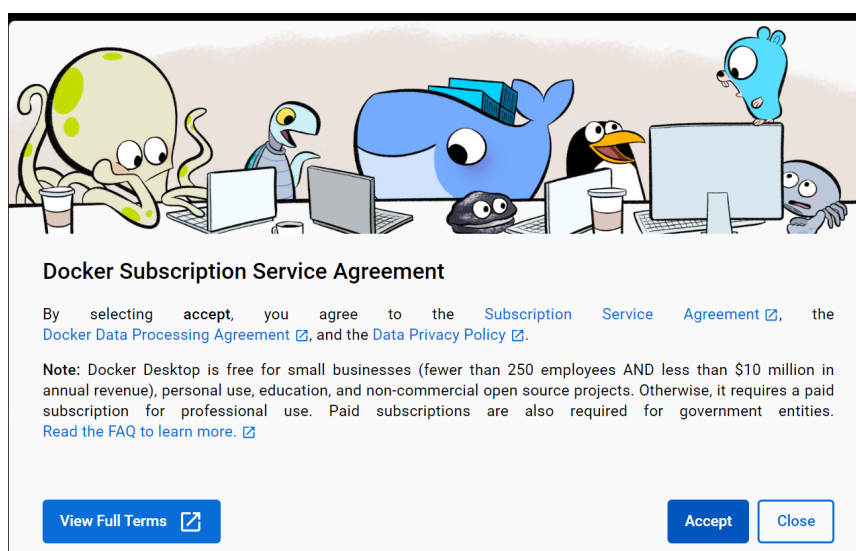 Docker Subscription Service Agreement
By selecting accept, you agree to the Subscription Service Agreement, the
Docker Data Processing Agreement, and the Data Privacy Policy.
Note: Docker Desktop is free for small businesses (fewer than 250 employees AND less than $10 million in
annual revenue), personal use, education, and non-commercial open source projects. Otherwise, it requires a paid
subscription for professional use. Paid subscriptions are also required for government entities.
Read the FAQ to learn more.
View Full Terms
Accept
Close